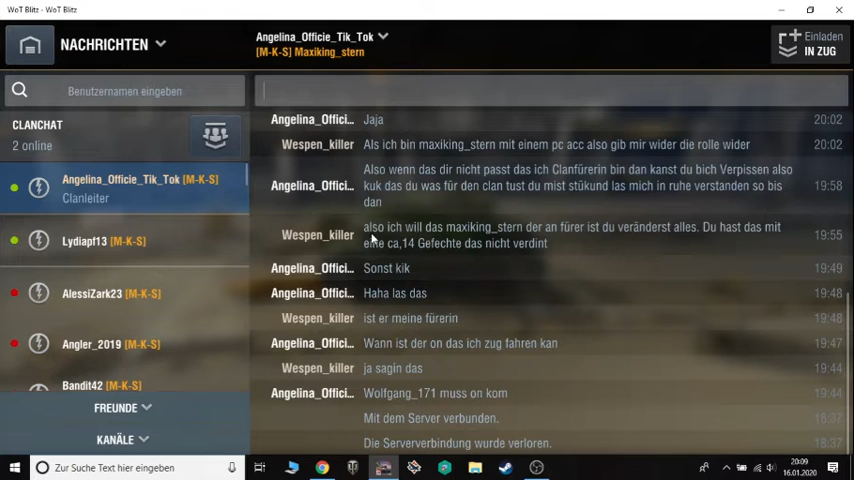 WoT Blitz - WoT Blitz
NACHRICHTEN
Angelina_Officie_Tik_Tok
[M-K-S] Maxiking_stern
Einladen
IN ZUG
Benutzernamen eingeben
CLANCHAT
2 online
Angelina_Officie_Tik_Tok [M-K-S]
Clanleiter
Lydiapf13 [M-K-S]
AlessiZark23 [M-K-S]
Angler_2019 [M-K-S]
Bandit42 [M-K-S]
FREUNDE
KANÄLE
Angelina_Offici... Jaja 20:02
Wespen_killer Als ich bin maxiking_stern mit einem pc acc also gib mir wider die rolle wider 20:02
Also wenn das dir nicht passt das ich Clanfürerin bin dan kanst du bich Verpissen also
Angelina_Offici... kuk das du was für den clan tust du mist stükund las mich in ruhe verstanden so bis 19:58
dan
also ich will das maxiking_stern der an fürer ist du veränderst alles. Du hast das mit
Wespen_killer eine ca,14 Gefechte das nicht verdint 19:55
Angelina_Offici... Sonst kik 19:49
Angelina_Offici... Haha las das 19:48
Wespen_killer ist er meine fürerin 19:48
Angelina_Offici... Wann ist der on das ich zug fahren kan 19:47
Wespen_killer ja sagin das 19:44
Angelina_Offici... Wolfgang_171 muss on kom 19:44
Mit dem Server verbunden. 18:37
Die Serververbindung wurde verloren. 18:37
Zur Suche Text hier eingeben
20:09
16.01.2020